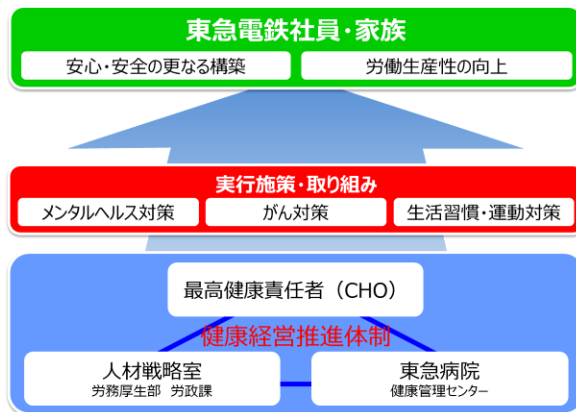 東急電鉄社員・家族
安心・安全の更なる構築
労働生産性の向上
実行施策・取り組み
メンタルヘルス対策
がん対策
生活習慣・運動対策
最高健康責任者（CHO）
健康経営推進体制
人材戦略室
労務厚生部 労政課
東急病院
健康管理センター